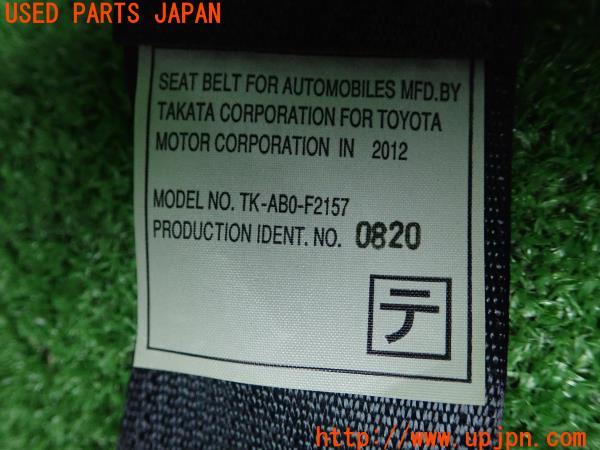 USED PARTS JAPAN
SEAT BELT FOR AUTOMOBILES MFD.BY
TAKATA CORPORATION FOR TOYOTA
MOTOR CORPORATION IN 2012
MODEL NO. TK-AB0-F2157
PRODUCTION IDENT. NO. 0820
テ
http://www.upjpn.com